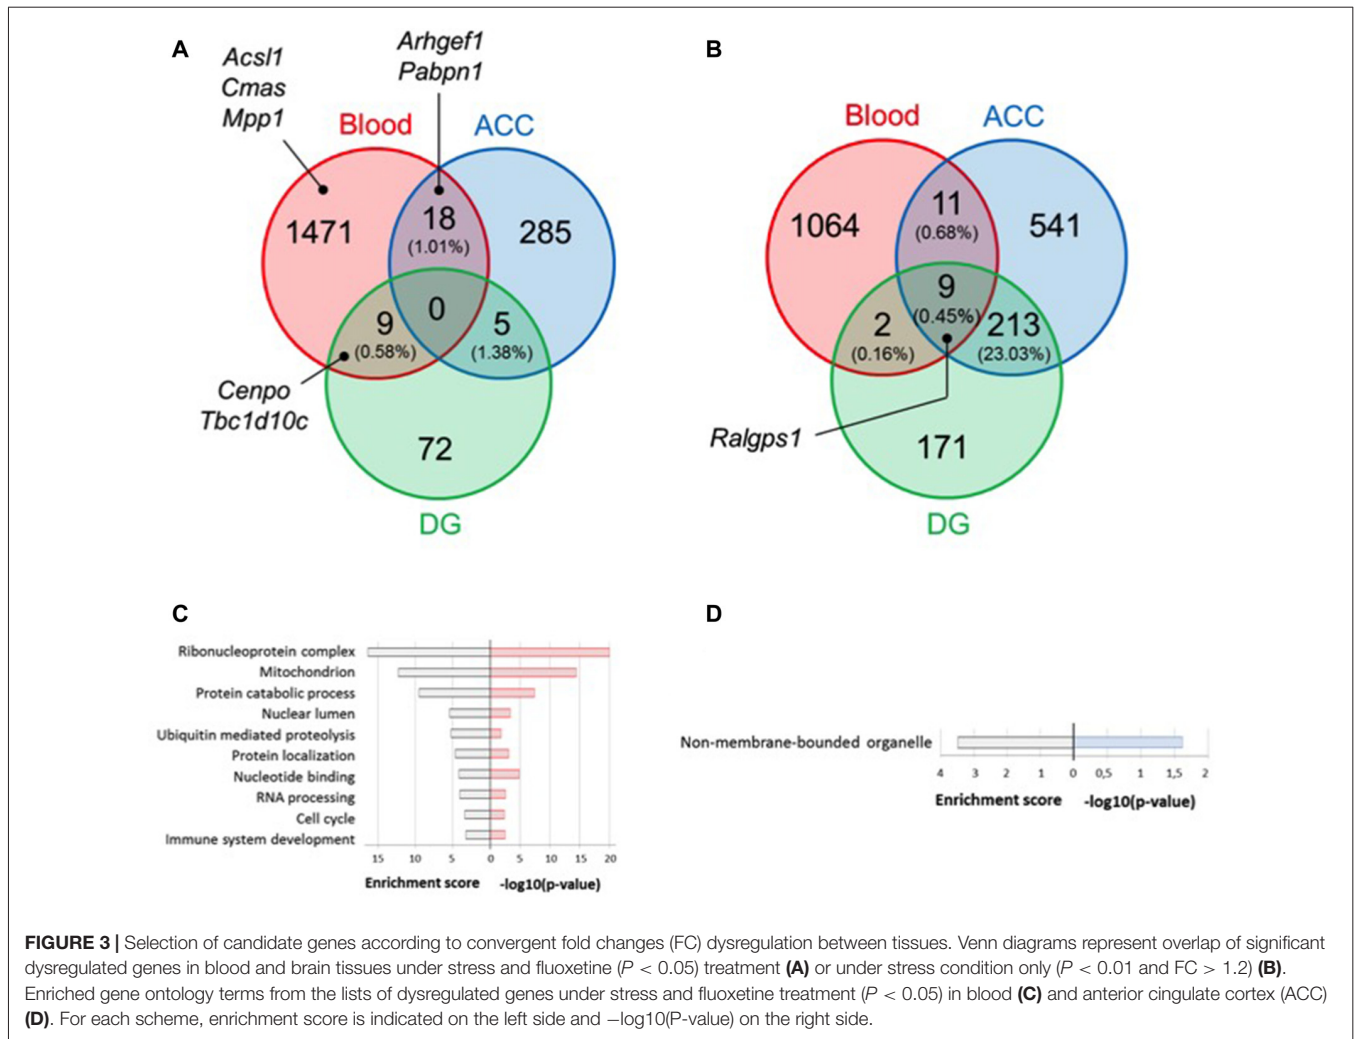 A
Acsl1
Cmas
Mpp1
Arhgef1
Pabpn1
Blood
ACC
1471
18
(1.01%)
285
0
9
(0.58%)
5
(1.38%)
Cenpo
Tbc1d10c
72
DG
B
Blood
ACC
1064
11
(0.68%)
541
9
(0.45%)
2
(0.16%)
213
(23.03%)
Ralgps1
171
DG
C
Ribonucleoprotein complex
Mitochondrion
Protein catabolic process
Nuclear lumen
Ubiquitin mediated proteolysis
Protein localization
Nucleotide binding
RNA processing
Cell cycle
Immune system development
15 10 5 0 5 10 15 20
Enrichment score -log10(p-value)
D
Non-membrane-bounded organelle
4 3 2 1 0 0,5 1 1,5 2
Enrichment score -log10(p-value)
FIGURE 3 | Selection of candidate genes according to convergent fold changes (FC) dysregulation between tissues. Venn diagrams represent overlap of significant
dysregulated genes in blood and brain tissues under stress and fluoxetine (P < 0.05) treatment (A) or under stress condition only (P < 0.01 and FC > 1.2) (B).
Enriched gene ontology terms from the lists of dysregulated genes under stress and fluoxetine treatment (P < 0.05) in blood (C) and anterior cingulate cortex (ACC)
(D). For each scheme, enrichment score is indicated on the left side and −log10(P-value) on the right side.